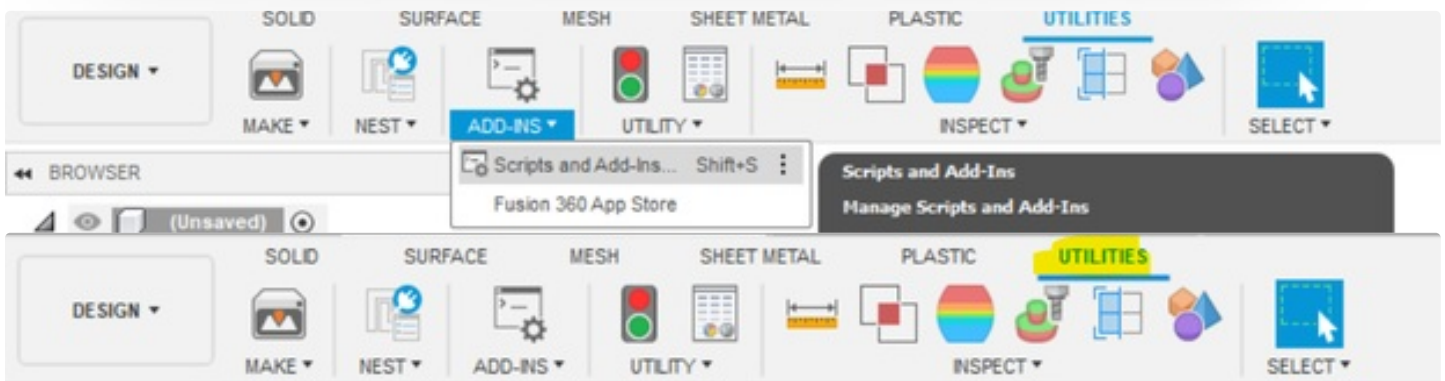 SOLID SURFACE MESH SHEET METAL PLASTIC UTILITIES
DESIGN
MAKE NEST ADD-INS UTILITY INSPECT SELECT
BROWSER
Scripts and Add-Ins... Shift+S
Fusion 360 App Store
Scripts and Add-Ins
Manage Scripts and Add-Ins
(Unsaved)
SOLID SURFACE MESH SHEET METAL PLASTIC UTILITIES
DESIGN
MAKE NEST ADD-INS UTILITY INSPECT SELECT